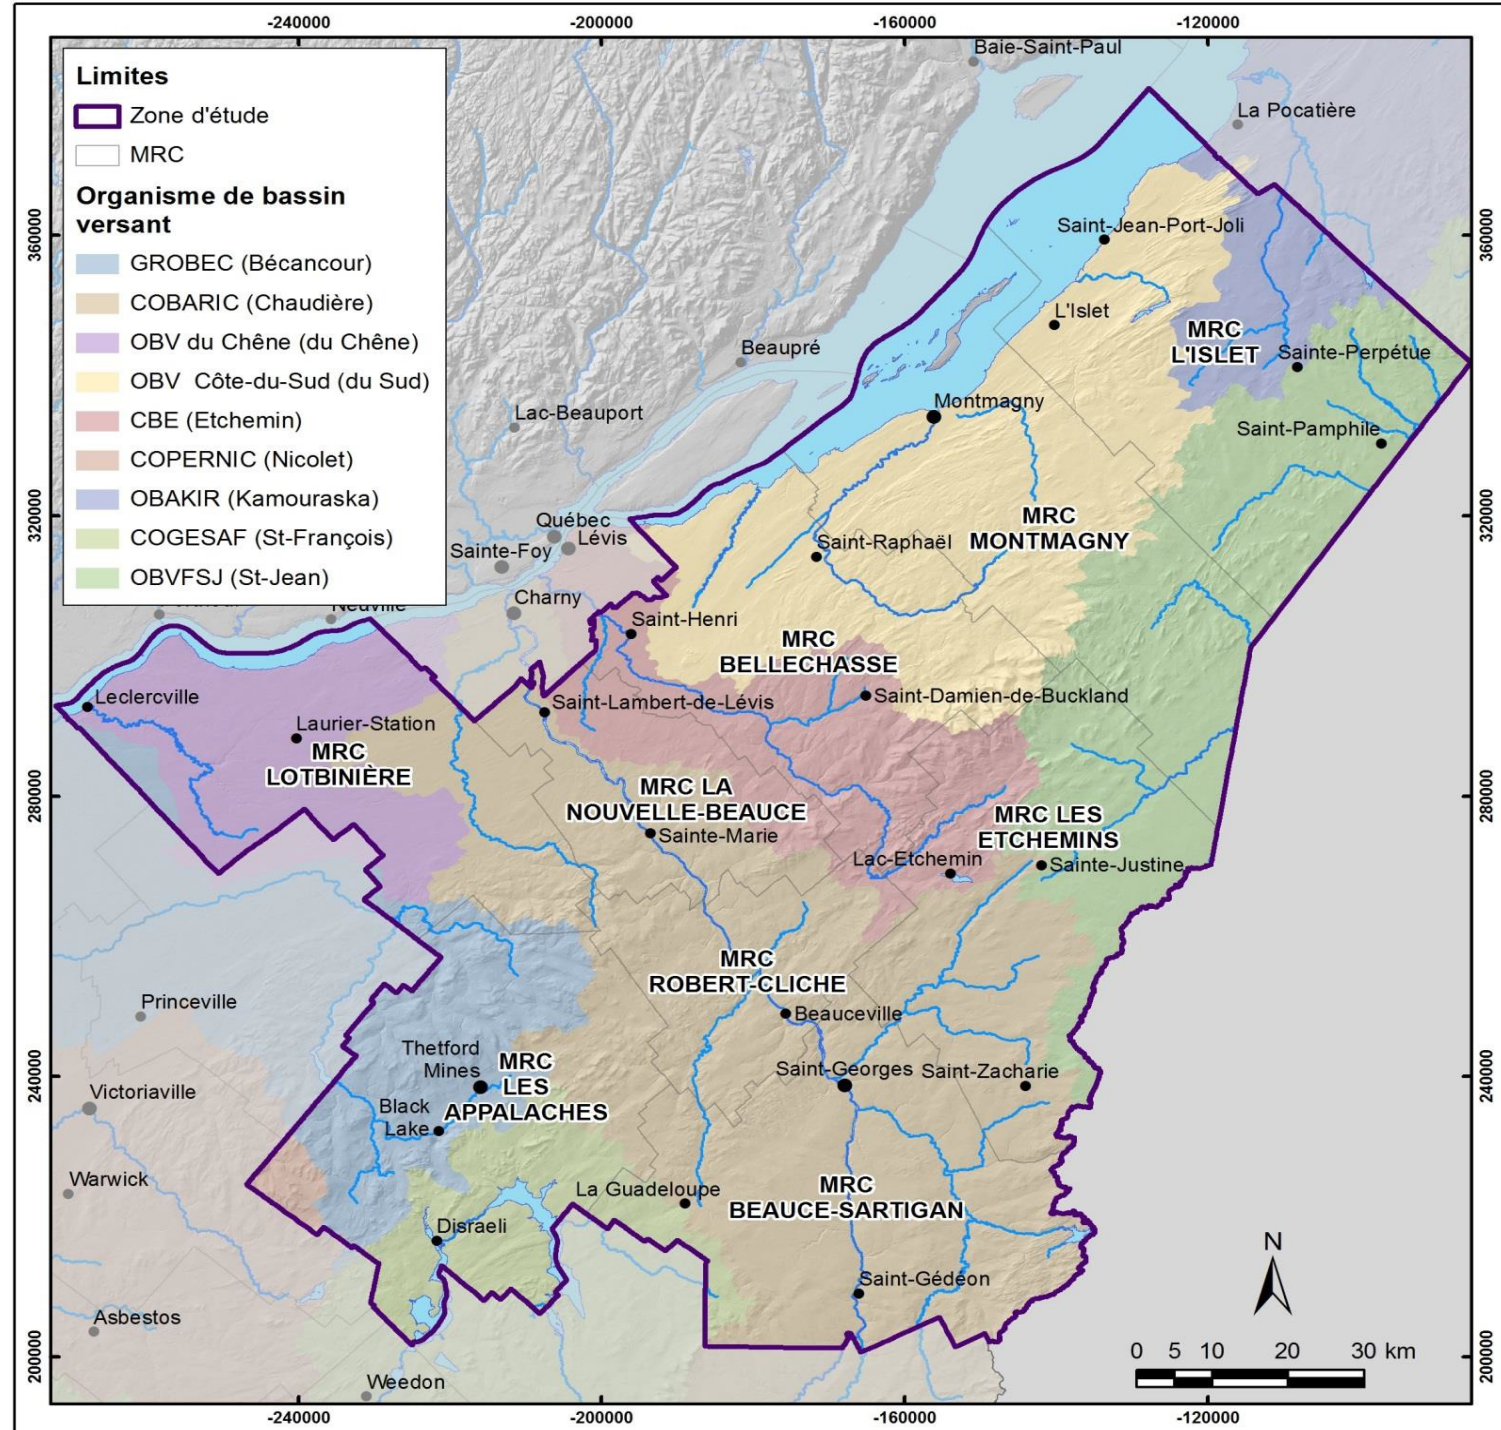 -240000
-200000
-160000
-120000
Limites
Zone d'étude
MRC
Organisme de bassin
versant
GROBEC (Bécancour)
COBARIC (Chaudière)
OBV du Chêne (du Chêne)
OBV Côte-du-Sud (du Sud)
CBE (Etchemin)
COPERNIC (Nicolet)
OBAKIR (Kamouraska)
COGESAF (St-François)
OBVFSJ (St-Jean)
Baie-Saint-Paul
La Pocatière
360000
360000
Saint-Jean-Port-Joli
L'Islet
MRC
L'ISLET
Sainte-Perpétue
Beaupré
Lac-Beauport
Montmagny
Saint-Pamphile
320000
320000
Québec
Lévis
Sainte-Foy
MRC
MONTMAGNY
Saint-Raphaël
Neuville
Charny
Saint-Henri
MRC
BELLECHASSE
Leclercville
Saint-Lambert-de-Lévis
Saint-Damien-de-Buckland
Laurier-Station
MRC
LOTBINIÈRE
280000
280000
MRC LA
NOUVELLE-BEAUCE
Sainte-Marie
MRC LES
ETCHEMINS
Lac-Etchemin
Sainte-Justine
MRC
ROBERT-CLICHE
Princeville
Beauceville
Thetford
Mines
MRC
LES
APPALACHES
Saint-Georges
Saint-Zacharie
240000
240000
Victoriaville
Black
Lake
Warwick
La Guadeloupe
MRC
BEAUCE-SARTIGAN
Disraeli
Saint-Gédéon
N
Asbestos
0 5 10 20 30 km
200000
200000
Weedon
-240000
-200000
-160000
-120000